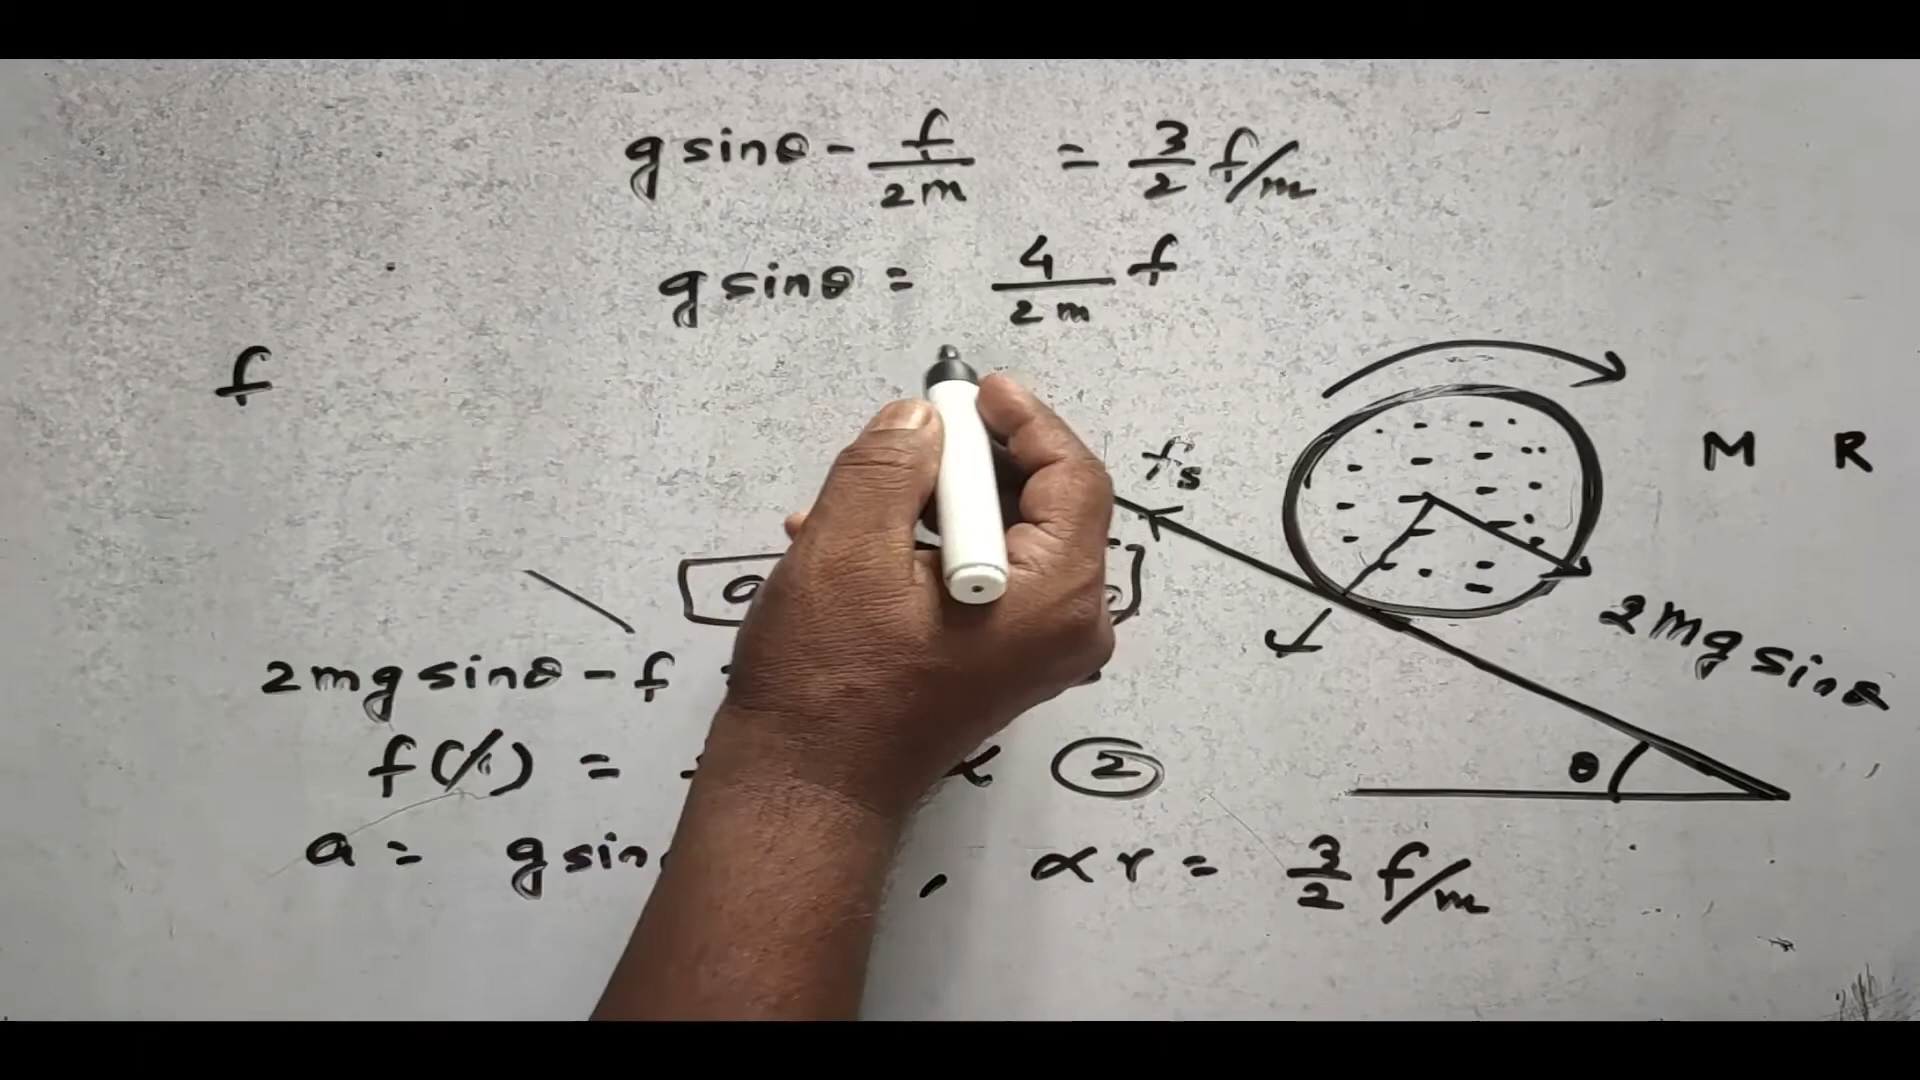 g sinθ - f/2m = 3/2 f/m
g sinθ = 4/2m f
f
fs
M R
2mg sinθ
2mg sinθ - f
f(r) = α ②
θ
a = g sin , αr = 3/2 f/m